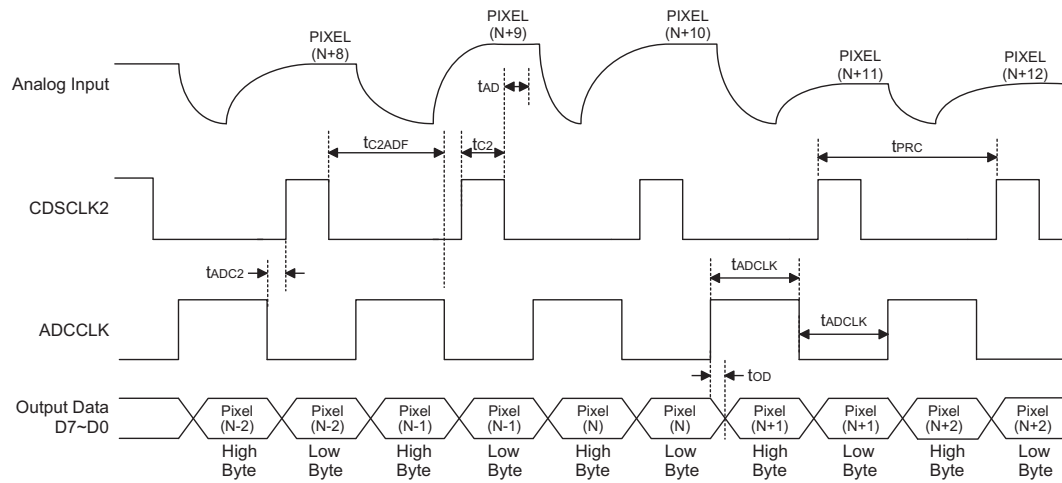 PIXEL
(N+8)
PIXEL
(N+9)
PIXEL
(N+10)
PIXEL
(N+11)
PIXEL
(N+12)
Analog Input
tAD
tC2ADF
tC2
tPRC
CDSCLK2
tADC2
tADCLK
ADCCLK
tADCLK
tOD
Output Data
D7~D0
Pixel
(N-2)
Pixel
(N-2)
Pixel
(N-1)
Pixel
(N-1)
Pixel
(N)
Pixel
(N)
Pixel
(N+1)
Pixel
(N+1)
Pixel
(N+2)
Pixel
(N+2)
High
Byte
Low
Byte
High
Byte
Low
Byte
High
Byte
Low
Byte
High
Byte
Low
Byte
High
Byte
Low
Byte